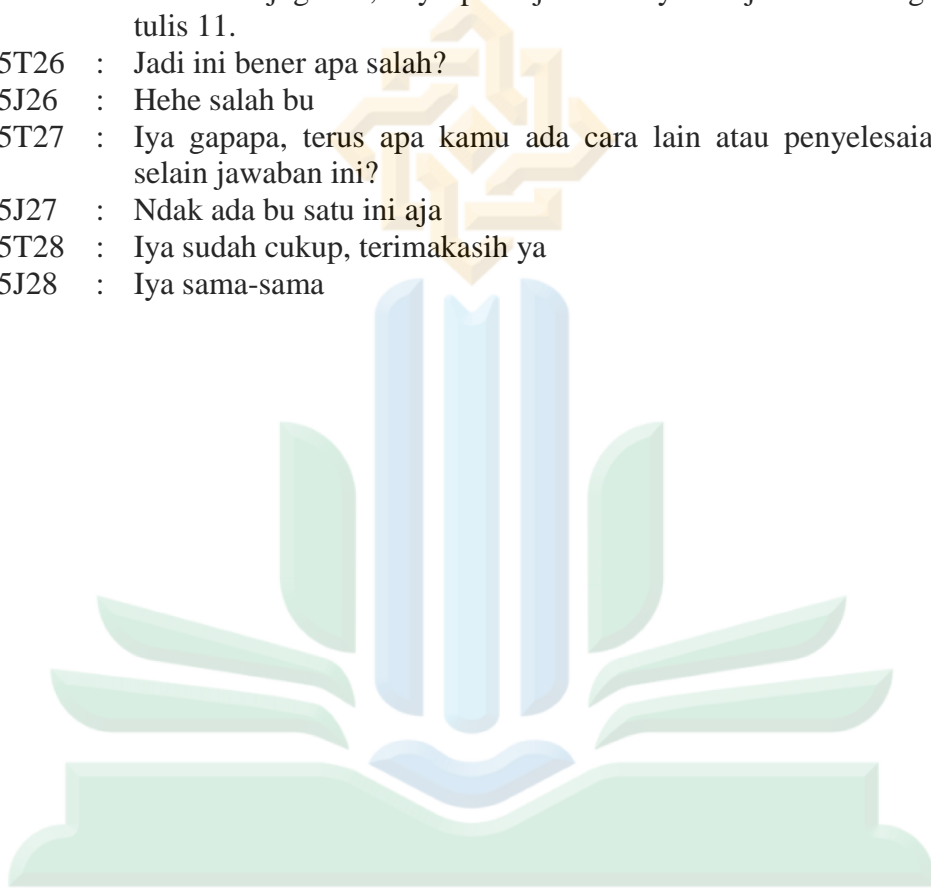 tulis 11.
5T26 : Jadi ini bener apa salah?
5J26 : Hehe salah bu
5T27 : Iya gapapa, terus apa kamu ada cara lain atau penyelesaia
selain jawaban ini?
5J27 : Ndak ada bu satu ini aja
5T28 : Iya sudah cukup, terimakasih ya
5J28 : Iya sama-sama